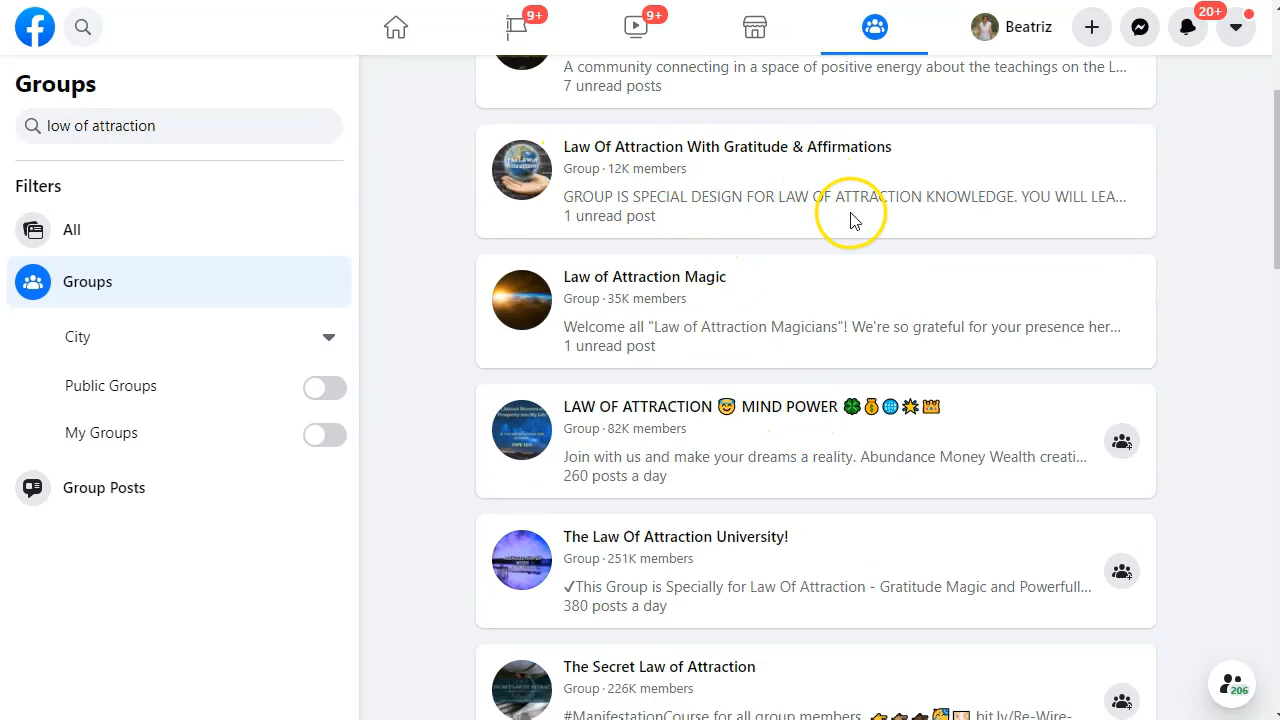 9+
9+
Beatriz
20+
Groups
low of attraction
Filters
All
Groups
City
Public Groups
My Groups
Group Posts
A community connecting in a space of positive energy about the teachings on the L...
7 unread posts
Law Of Attraction With Gratitude & Affirmations
Group · 12K members
GROUP IS SPECIAL DESIGN FOR LAW OF ATTRACTION KNOWLEDGE. YOU WILL LEA...
1 unread post
Law of Attraction Magic
Group · 35K members
Welcome all "Law of Attraction Magicians"! We're so grateful for your presence her...
1 unread post
LAW OF ATTRACTION 😇 MIND POWER 🍀💰🌐🌟👑
Group · 82K members
Join with us and make your dreams a reality. Abundance Money Wealth creati...
260 posts a day
The Law Of Attraction University!
Group · 251K members
✓This Group is Specially for Law Of Attraction - Gratitude Magic and Powerfull...
380 posts a day
The Secret Law of Attraction
Group · 226K members
#ManifestationCourse for all group members bit.ly/Re-Wire-
206